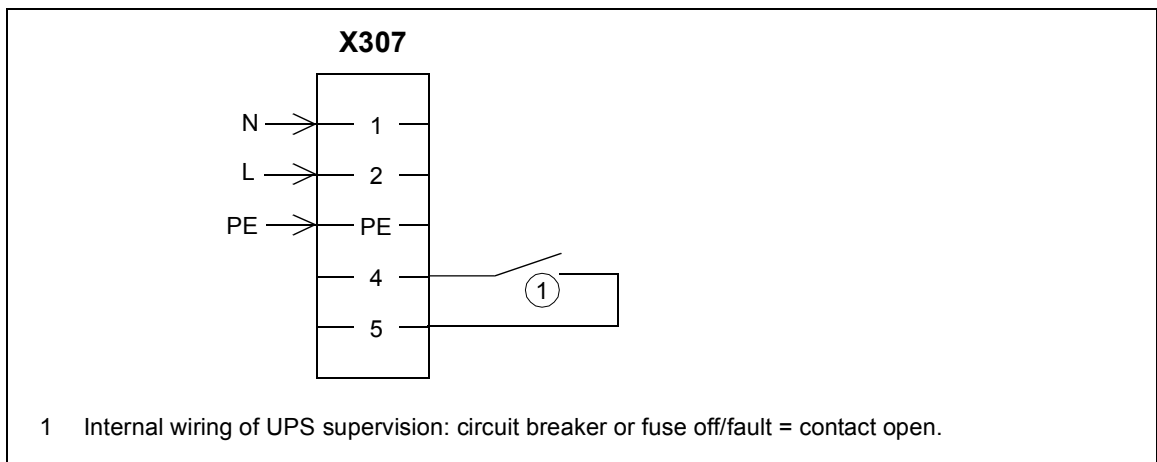 X307
N 1
L 2
PE PE
4
1
5
1 Internal wiring of UPS supervision: circuit breaker or fuse off/fault = contact open.